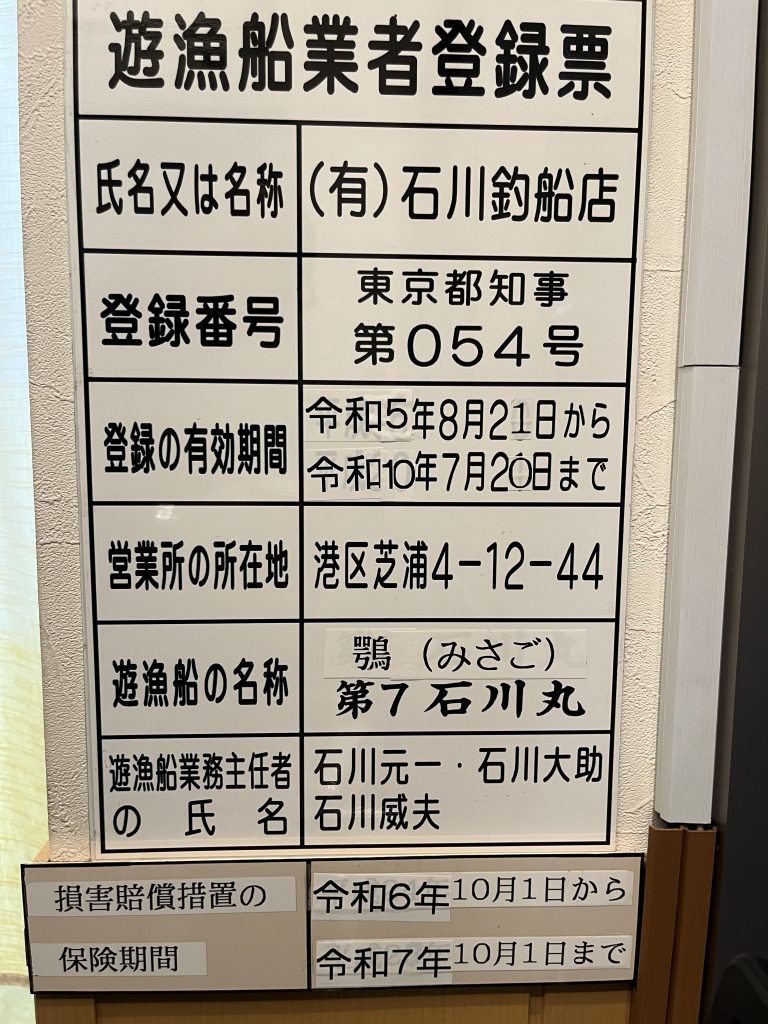 遊漁船業者登録票
氏名又は名称
(有)石川釣船店
登録番号
東京都知事
第054号
登録の有効期間
令和5年8月21日から
令和10年7月20日まで
営業所の所在地
港区芝浦4-12-44
遊漁船の名称
鶚(みさご)
第7石川丸
遊漁船業務主任者
の氏名
石川元一・石川大助
石川威夫
損害賠償措置の
保険期間
令和6年10月1日から
令和7年10月1日まで